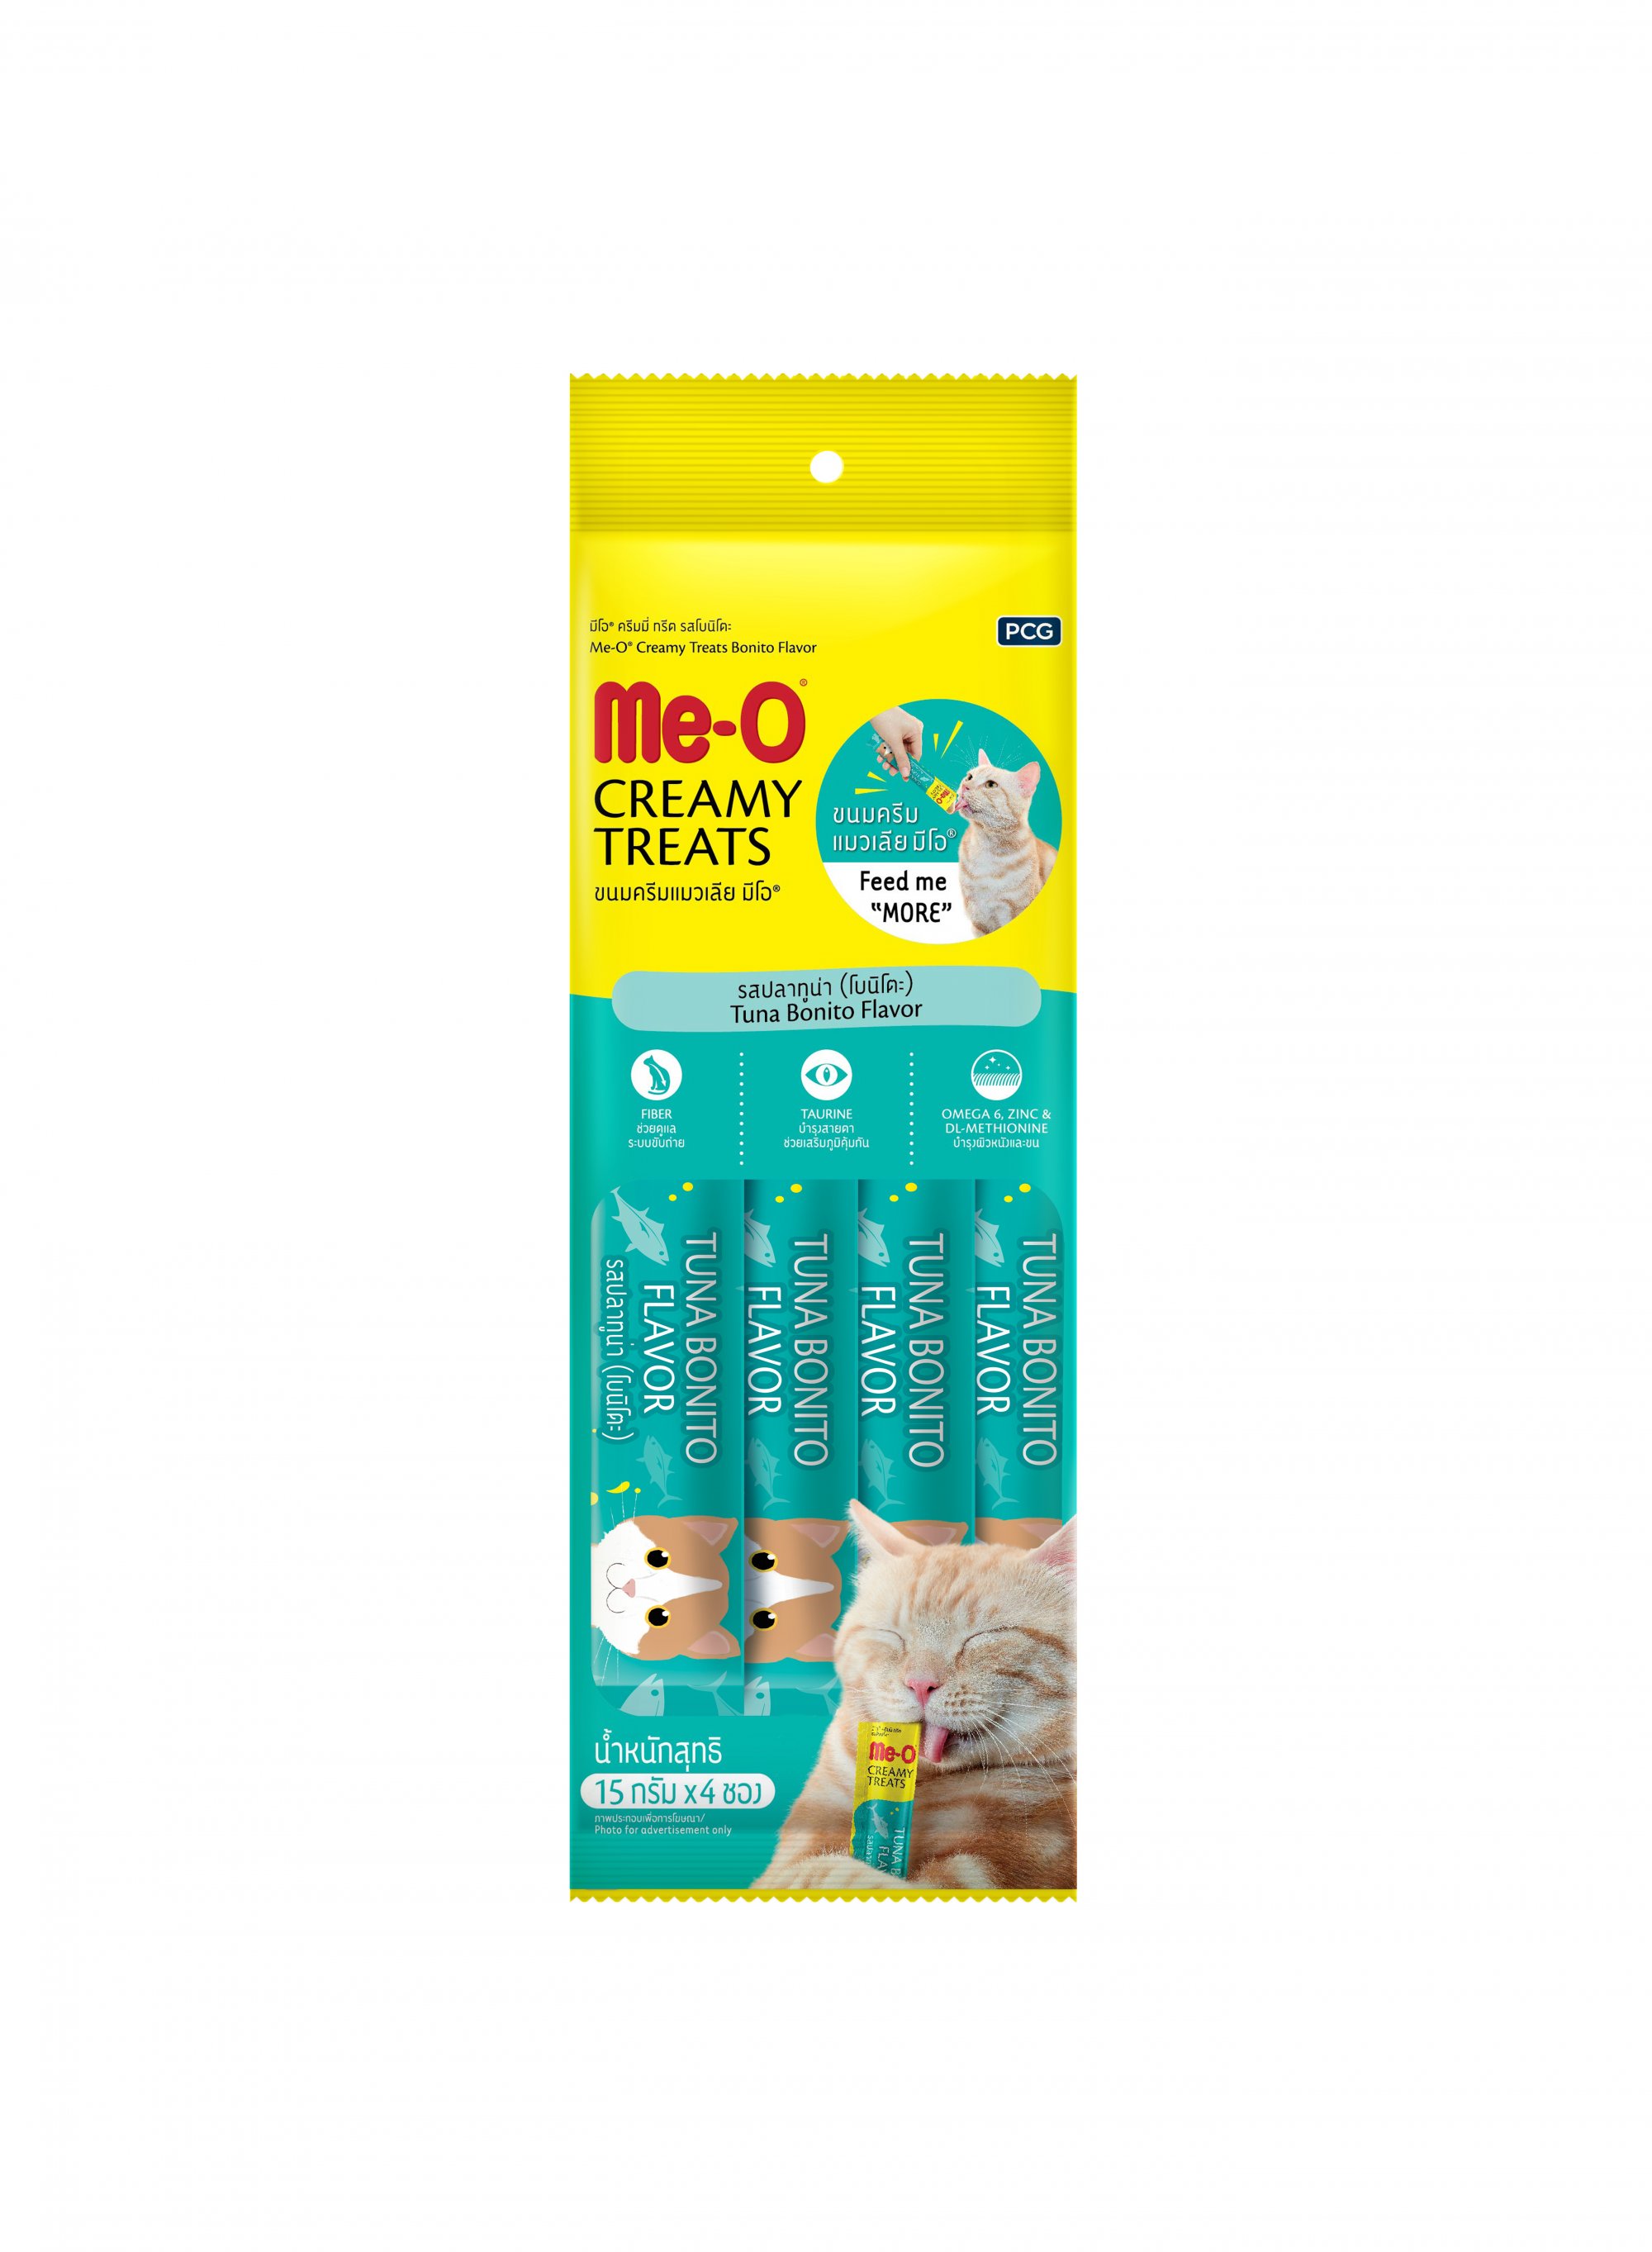 มีโอ® ครีมมี่ ทรีต รสโบนิโตะ
Me-O® Creamy Treats Bonito Flavor
PCG
Me-O®
CREAMY
TREATS
ขนมครีมแมวเลีย มีโอ®
ขนมครีม
แมวเลีย มีโอ®
Feed me
“MORE”
รสปลาทูน่า (โบนิโตะ)
Tuna Bonito Flavor
FIBER
ช่วยดูแล
ระบบขับถ่าย
TAURINE
บำรุงสายตา
ช่วยเสริมภูมิคุ้มกัน
OMEGA 6, ZINC &
DL-METHIONINE
บำรุงผิวหนังและขน
TUNA BONITO
FLAVOR
รสปลาทูน่า (โบนิโตะ)
TUNA BONITO
FLAVOR
TUNA BONITO
FLAVOR
TUNA BONITO
FLAVOR
น้ำหนักสุทธิ
15 กรัม x4 ซอง
ภาพประกอบเพื่อการโฆษณา/
Photo for advertisement only
Me-O
CREAMY
TREATS
TUNA B
FLA